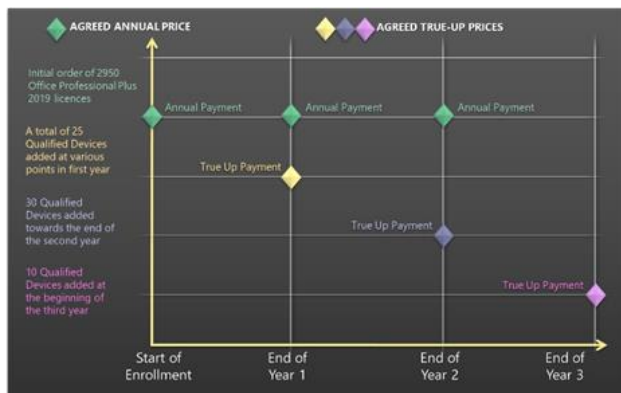 AGREED ANNUAL PRICE
AGREED TRUE-UP PRICES
Initial order of 2950
Office Professional Plus
2019 licences
Annual Payment
Annual Payment
Annual Payment
A total of 25
Qualified Devices
added at various
points in first year
True Up Payment
30 Qualified
Devices added
towards the end of
the second year
True Up Payment
10 Qualified
Devices added at
the beginning of
the third year
True Up Payment
Start of
Enrollment
End of
Year 1
End of
Year 2
End of
Year 3